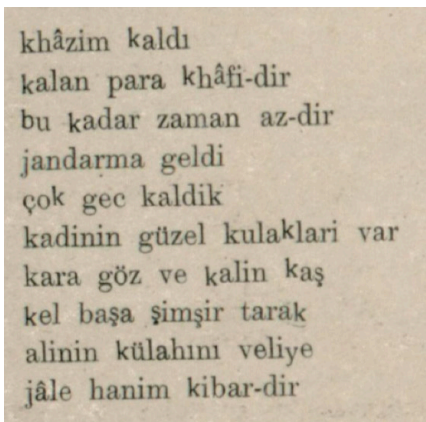 khâzim kaldı
kalan para khâfi-dir
bu kadar zaman az-dir
jandarma geldi
çok gec kaldik
kadinin güzel kulaklari var
kara göz ve kalin kaş
kel başa şimşir tarak
alinin külahını veliye
jâle hanim kibar-dir